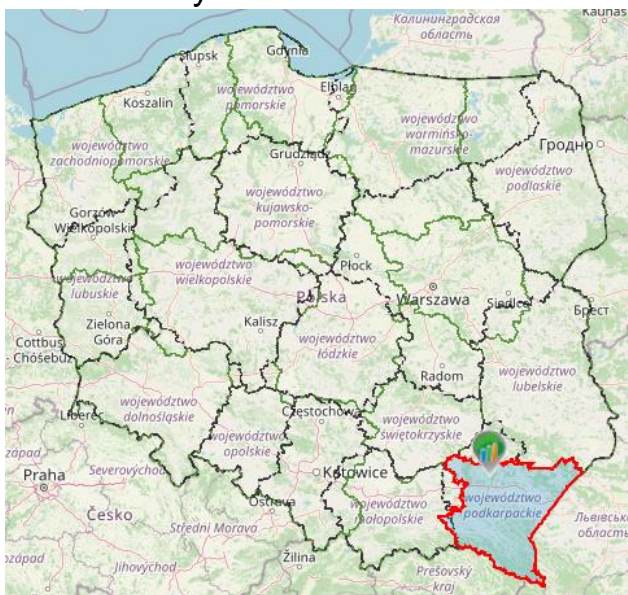 Калининградская
область
Kaunas
Słupsk
Gdynia
Elbląg
Koszalin
województwo
pomorskie
województwo
warmińsko-
mazurskie
Гродно
województwo
zachodniopomorskie
Grudziądz
województwo
podlaskie
województwo
kujawsko-
pomorskie
Gorzów
Wielkopolski
Płock
województwo
wielkopolskie
województwo
lubuskie
Polska
Warszawa
Siedlce
Брест
Zielona
Góra
Kalisz
Cottbus
- Chóśebuz
województwo
łódzkie
Radom
województwo
lubelskie
Liberec
województwo
dolnośląskie
Częstochowa
województwo
opolskie
województwo
świętokrzyskie
Severovýchod
Praha
Katowice
województwo
podkarpackie
Česko
Ostrava
województwo
małopolskie
Львівськ
область
Střední Morava
Žilina
Jihovýchod
Prešovský
kraj